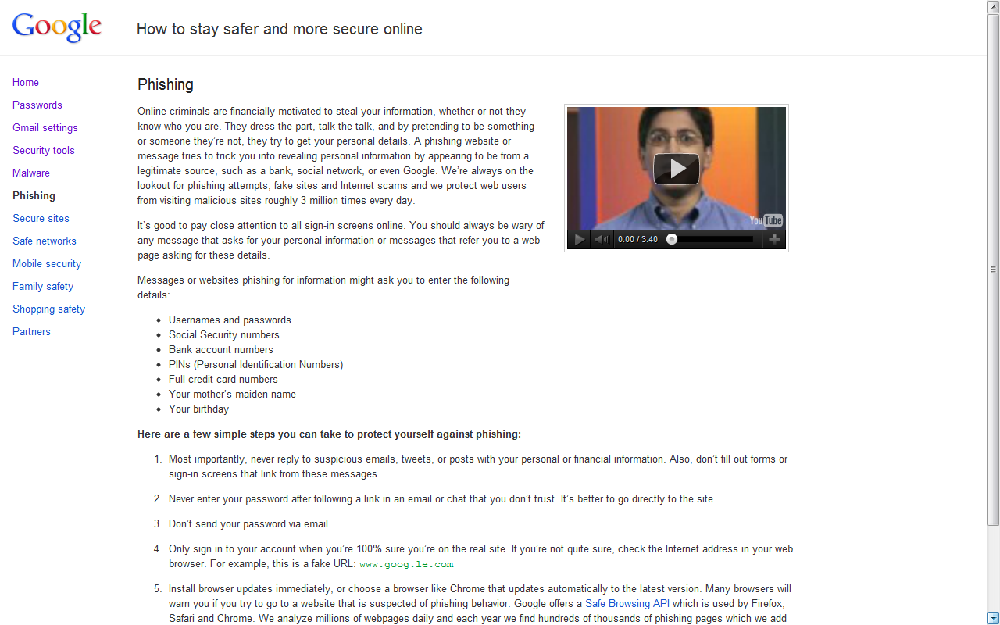 Google
How to stay safer and more secure online
Home
Passwords
Gmail settings
Security tools
Malware
Phishing
Secure sites
Safe networks
Mobile security
Family safety
Shopping safety
Partners
Phishing
Online criminals are financially motivated to steal your information, whether or not they
know who you are. They dress the part, talk the talk, and by pretending to be something
or someone they’re not, they try to get your personal details. A phishing website or
message tries to trick you into revealing personal information by appearing to be from a
legitimate source, such as a bank, social network, or even Google. We’re always on the
lookout for phishing attempts, fake sites and Internet scams and we protect web users
from visiting malicious sites roughly 3 million times every day.
It’s good to pay close attention to all sign-in screens online. You should always be wary of
any message that asks for your personal information or messages that refer you to a web
page asking for these details.
Messages or websites phishing for information might ask you to enter the following
details:
• Usernames and passwords
• Social Security numbers
• Bank account numbers
• PINs (Personal Identification Numbers)
• Full credit card numbers
• Your mother’s maiden name
• Your birthday
YouTube
0:00 / 3:40
Here are a few simple steps you can take to protect yourself against phishing:
1. Most importantly, never reply to suspicious emails, tweets, or posts with your personal or financial information. Also, don’t fill out forms or
sign-in screens that link from these messages.
2. Never enter your password after following a link in an email or chat that you don’t trust. It’s better to go directly to the site.
3. Don’t send your password via email.
4. Only sign in to your account when you’re 100% sure you’re on the real site. If you’re not quite sure, check the Internet address in your web
browser. For example, this is a fake URL: www.goog.le.com
5. Install browser updates immediately, or choose a browser like Chrome that updates automatically to the latest version. Many browsers will
warn you if you try to go to a website that is suspected of phishing behavior. Google offers a Safe Browsing API which is used by Firefox,
Safari and Chrome. We analyze millions of webpages daily and each year we find hundreds of thousands of phishing pages which we add